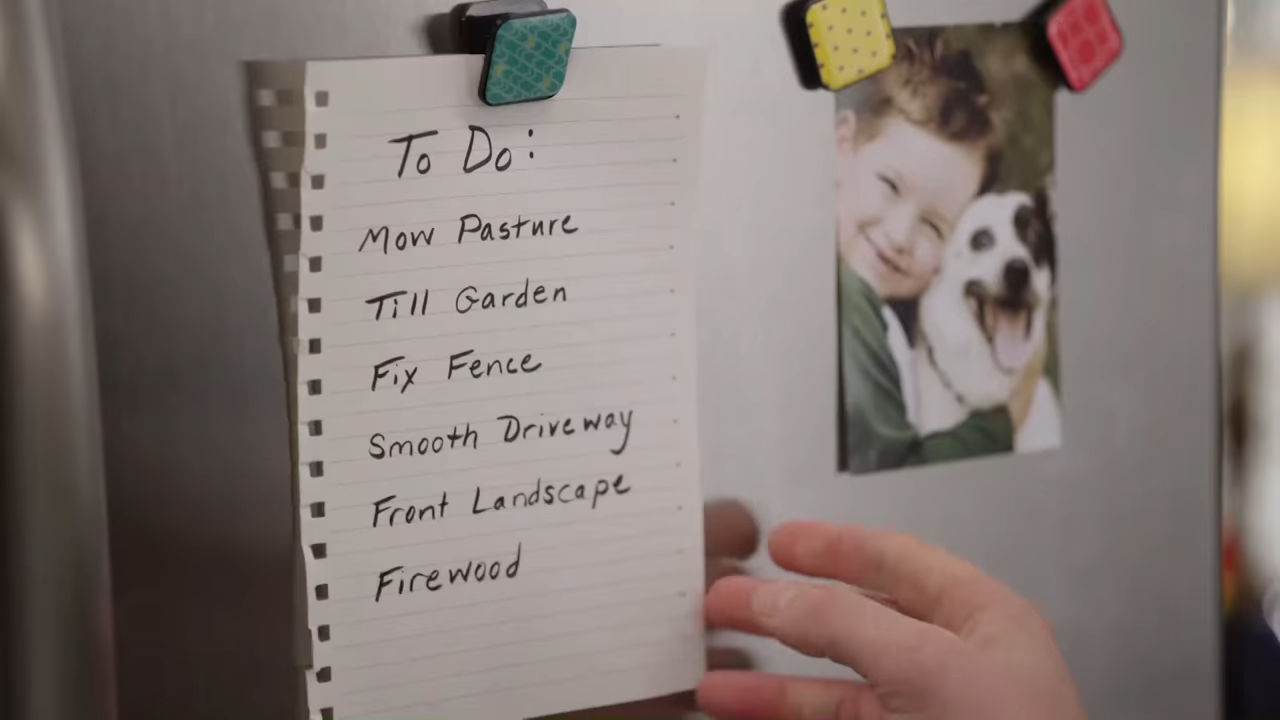 To Do:
Mow Pasture
Till Garden
Fix Fence
Smooth Driveway
Front Landscape
Firewood